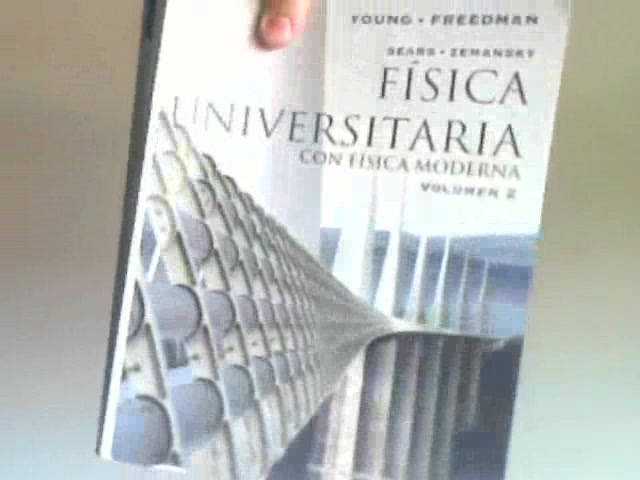 YOUNG • FREEDMAN
SEARS • ZEMANSKY
FÍSICA
UNIVERSITARIA
CON FÍSICA MODERNA
VOLUMEN 2